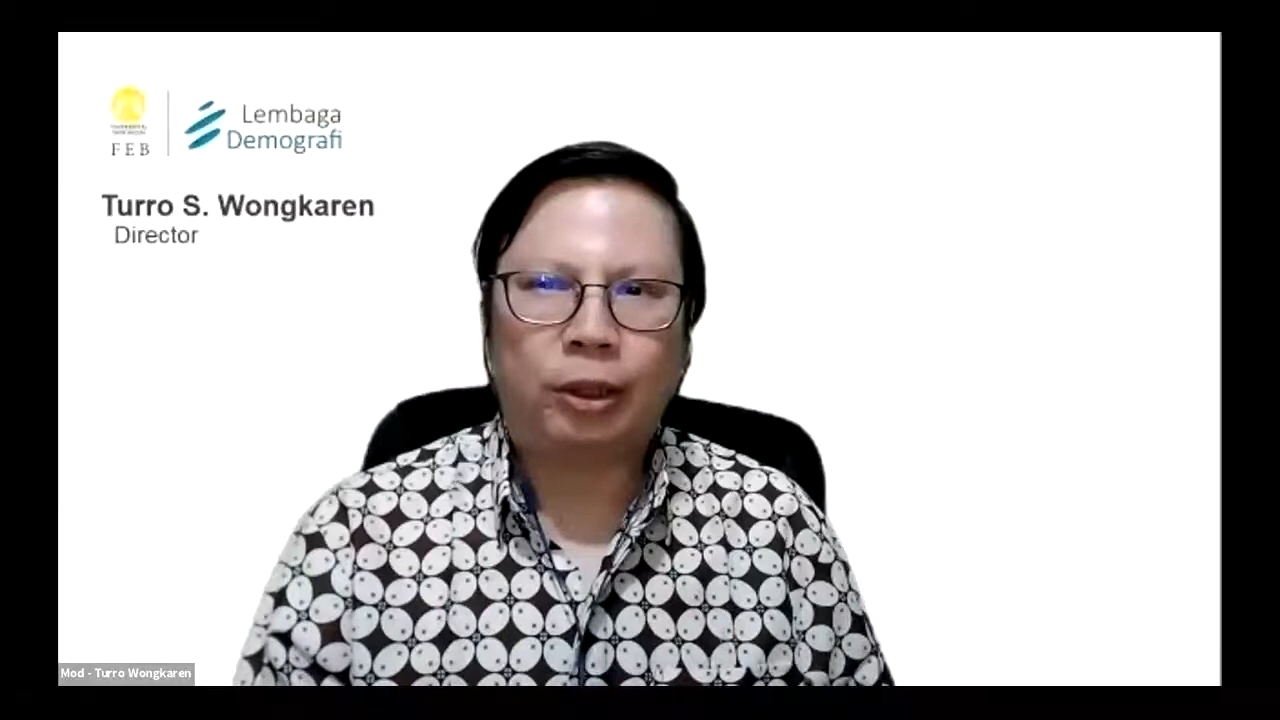 Lembaga
Demografi
FEB
Turro S. Wongkaren
Director
Mod - Turro Wongkaren